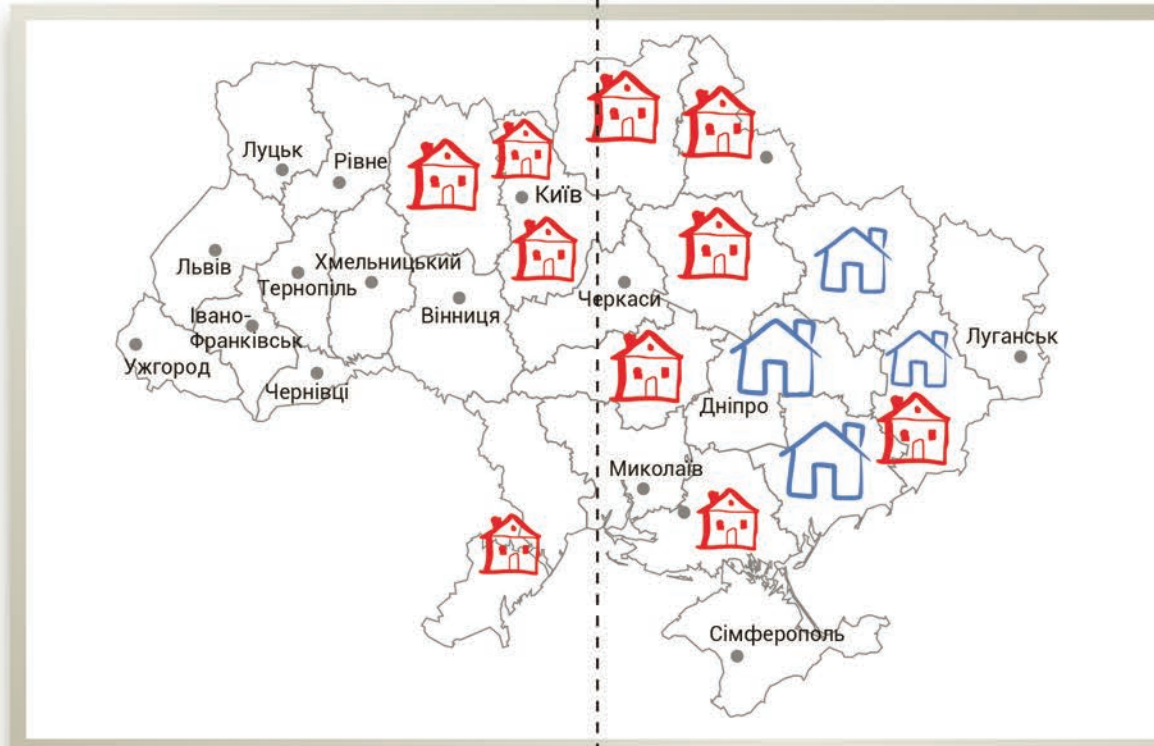 Луцьк
Рівне
Київ
Львів
Тернопіль
Хмельницький
Вінниця
Черкаси
Івано-
Франківськ
Ужгород
Чернівці
Луганськ
Дніпро
Миколаїв
Сімферополь